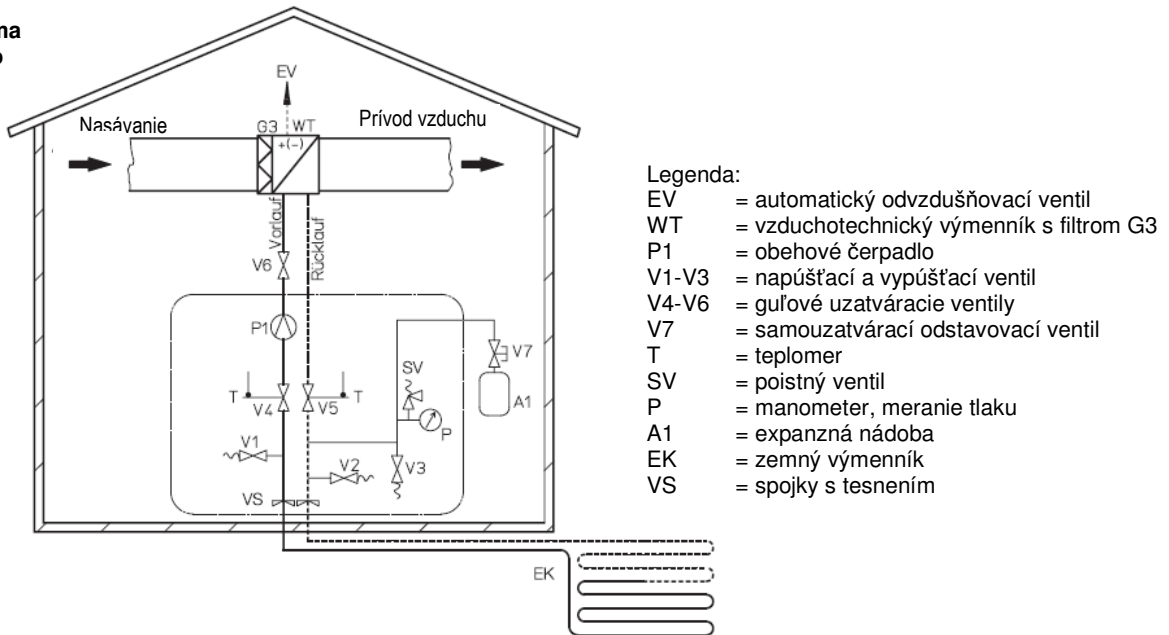 ma
EV
Nasávanie
G3 WT
Prívod vzduchu
+(-)
Vorlauf
Rücklauf
V6
P1
V7
SV
T
V4
V5
T
A1
P
V1
V2
V3
VS
EK
Legenda:
EV = automatický odvzdušňovací ventil
WT = vzduchotechnický výmenník s filtrom G3
P1 = obehové čerpadlo
V1-V3 = napúšťací a vypúšťací ventil
V4-V6 = guľové uzatváracie ventily
V7 = samouzatvárací odstavovací ventil
T = teplomer
SV = poistný ventil
P = manometer, meranie tlaku
A1 = expanzná nádoba
EK = zemný výmenník
VS = spojky s tesnením